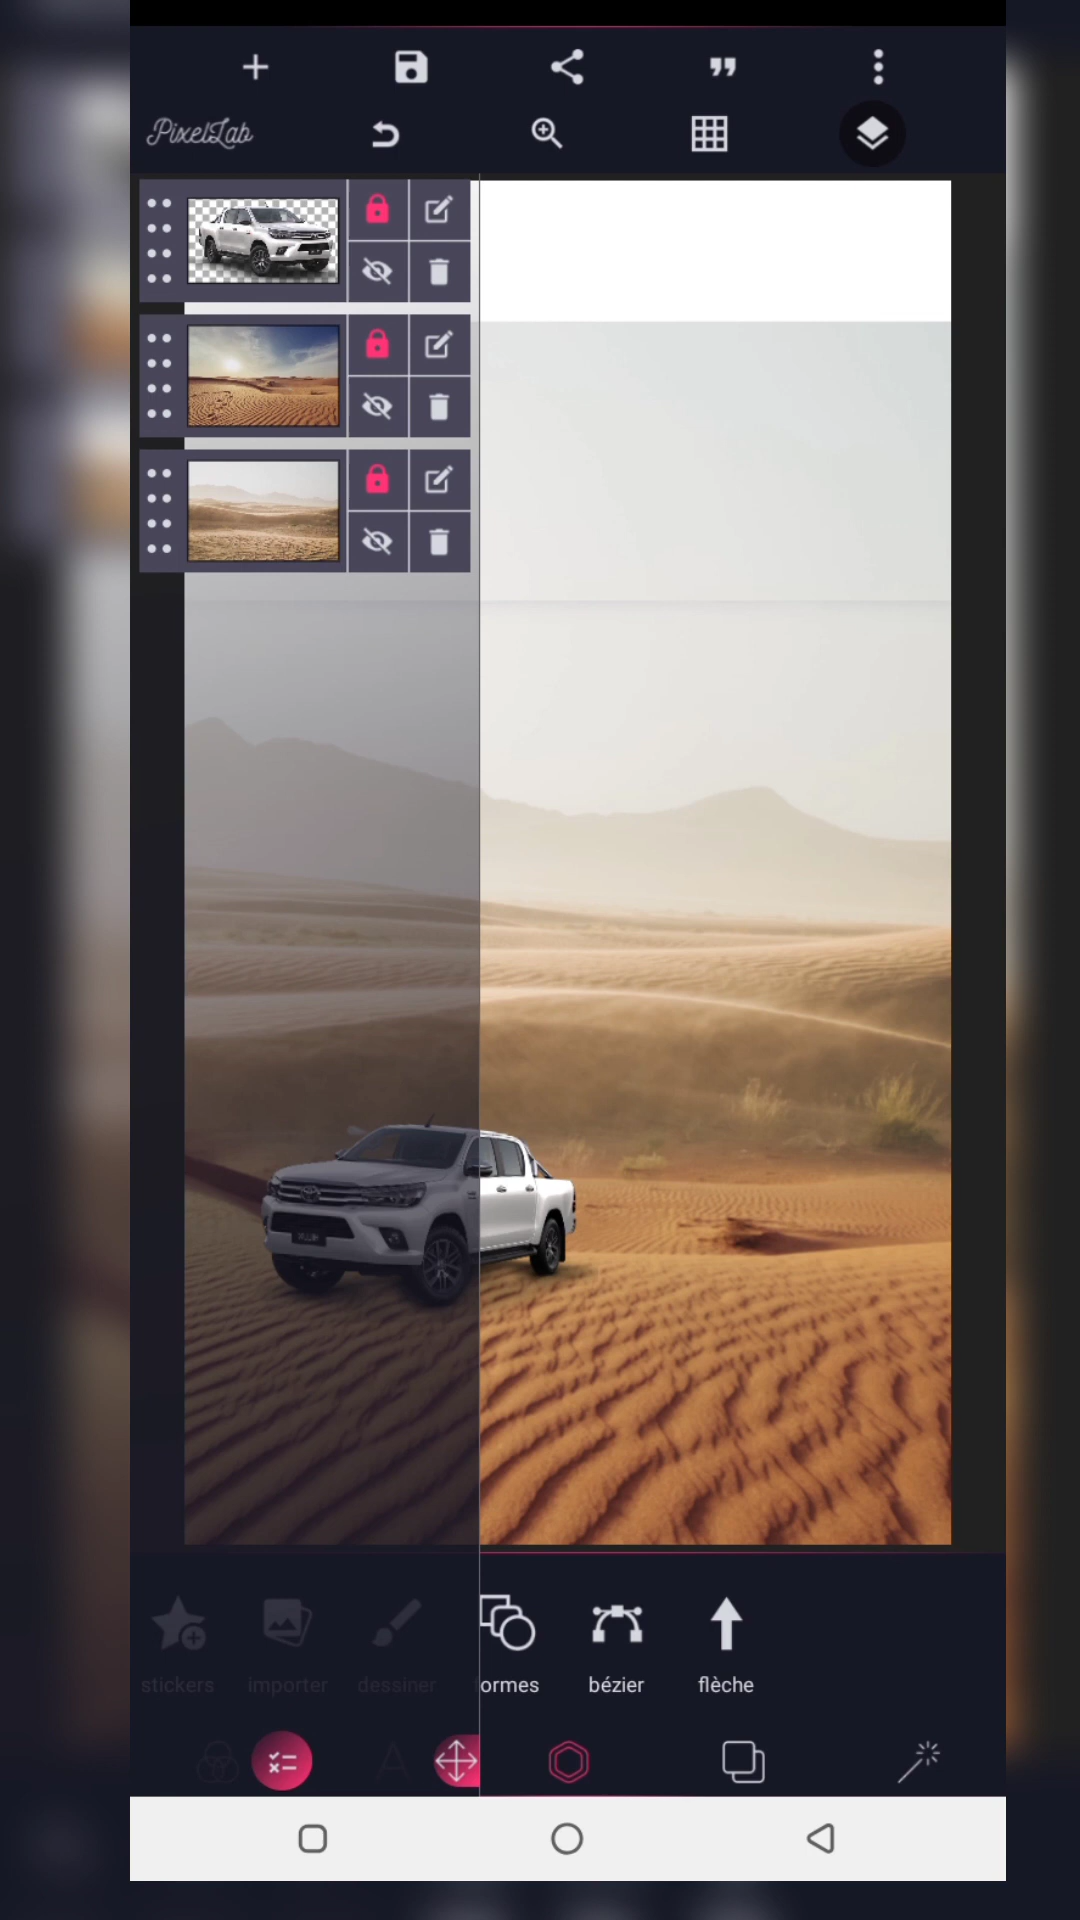 PixelLab
stickers
importer
dessiner
ormes
bézier
flèche